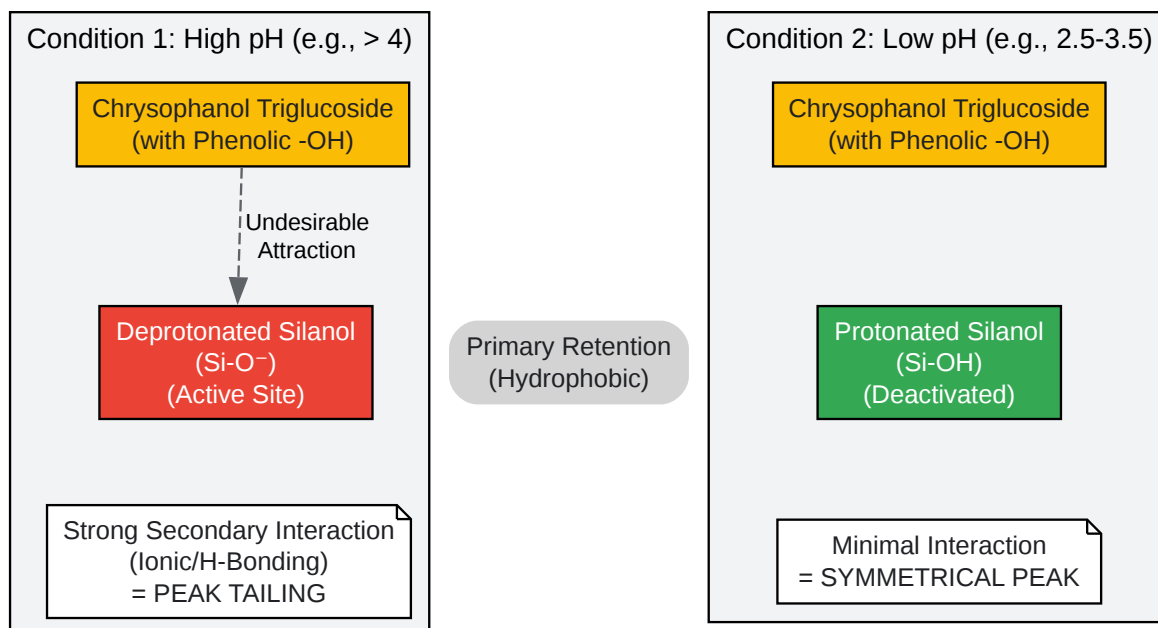 Condition 1: High pH (e.g., > 4)
Chrysophanol Triglucoside
(with Phenolic -OH)
Undesirable
Attraction
Deprotonated Silanol
(Si-O⁻)
(Active Site)
Strong Secondary Interaction
(Ionic/H-Bonding)
= PEAK TAILING
Primary Retention
(Hydrophobic)
Condition 2: Low pH (e.g., 2.5-3.5)
Chrysophanol Triglucoside
(with Phenolic -OH)
Protonated Silanol
(Si-OH)
(Deactivated)
Minimal Interaction
= SYMMETRICAL PEAK